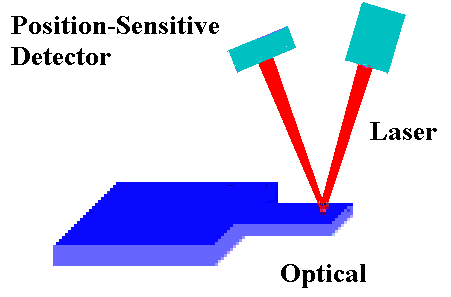 Position-Sensitive
Detector
Laser
Optical